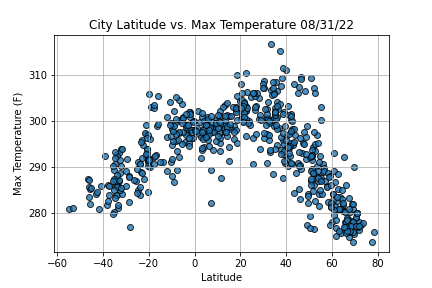 City Latitude vs. Max Temperature 08/31/22
Max Temperature (F)
310
300
290
280
−60 −40 −20 0 20 40 60 80
Latitude